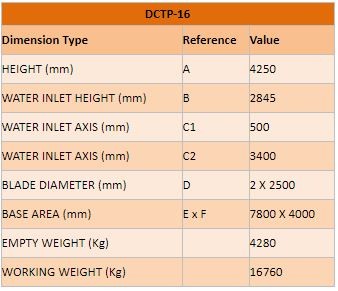 DCTP-16
Dimension Type Reference Value
HEIGHT (mm) A 4250
WATER INLET HEIGHT (mm) B 2845
WATER INLET AXIS (mm) C1 500
WATER INLET AXIS (mm) C2 3400
BLADE DIAMETER (mm) D 2 X 2500
BASE AREA (mm) E x F 7800 X 4000
EMPTY WEIGHT (Kg) 4280
WORKING WEIGHT (Kg) 16760